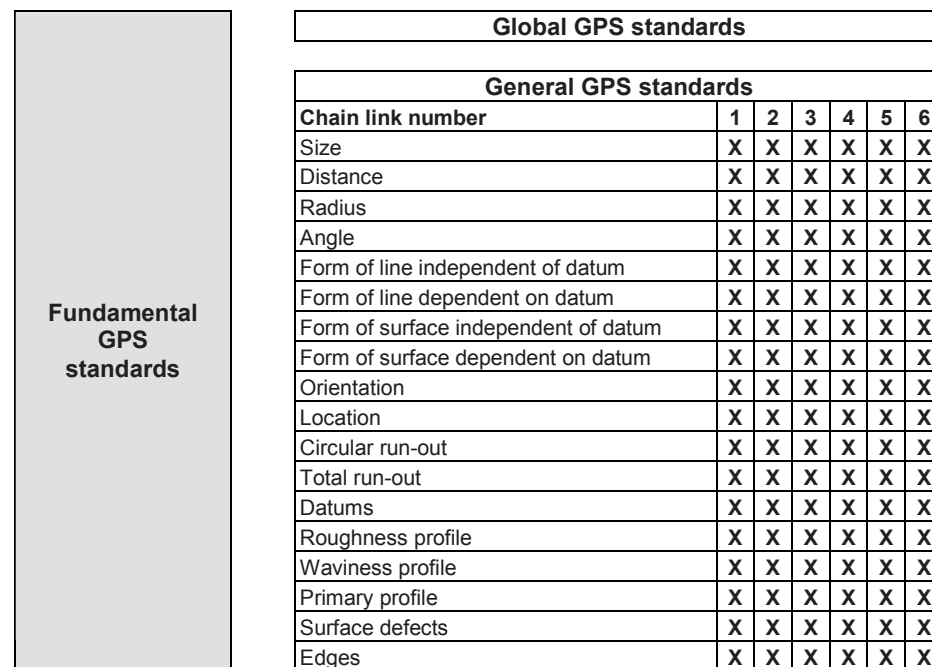 Fundamental
GPS
standards
Global GPS standards
General GPS standards
Chain link number 1 2 3 4 5 6
Size X X X X X X
Distance X X X X X X
Radius X X X X X X
Angle X X X X X X
Form of line independent of datum X X X X X X
Form of line dependent on datum X X X X X X
Form of surface independent of datum X X X X X X
Form of surface dependent on datum X X X X X X
Orientation X X X X X X
Location X X X X X X
Circular run-out X X X X X X
Total run-out X X X X X X
Datums X X X X X X
Roughness profile X X X X X X
Waviness profile X X X X X X
Primary profile X X X X X X
Surface defects X X X X X X
Edges X X X X X X